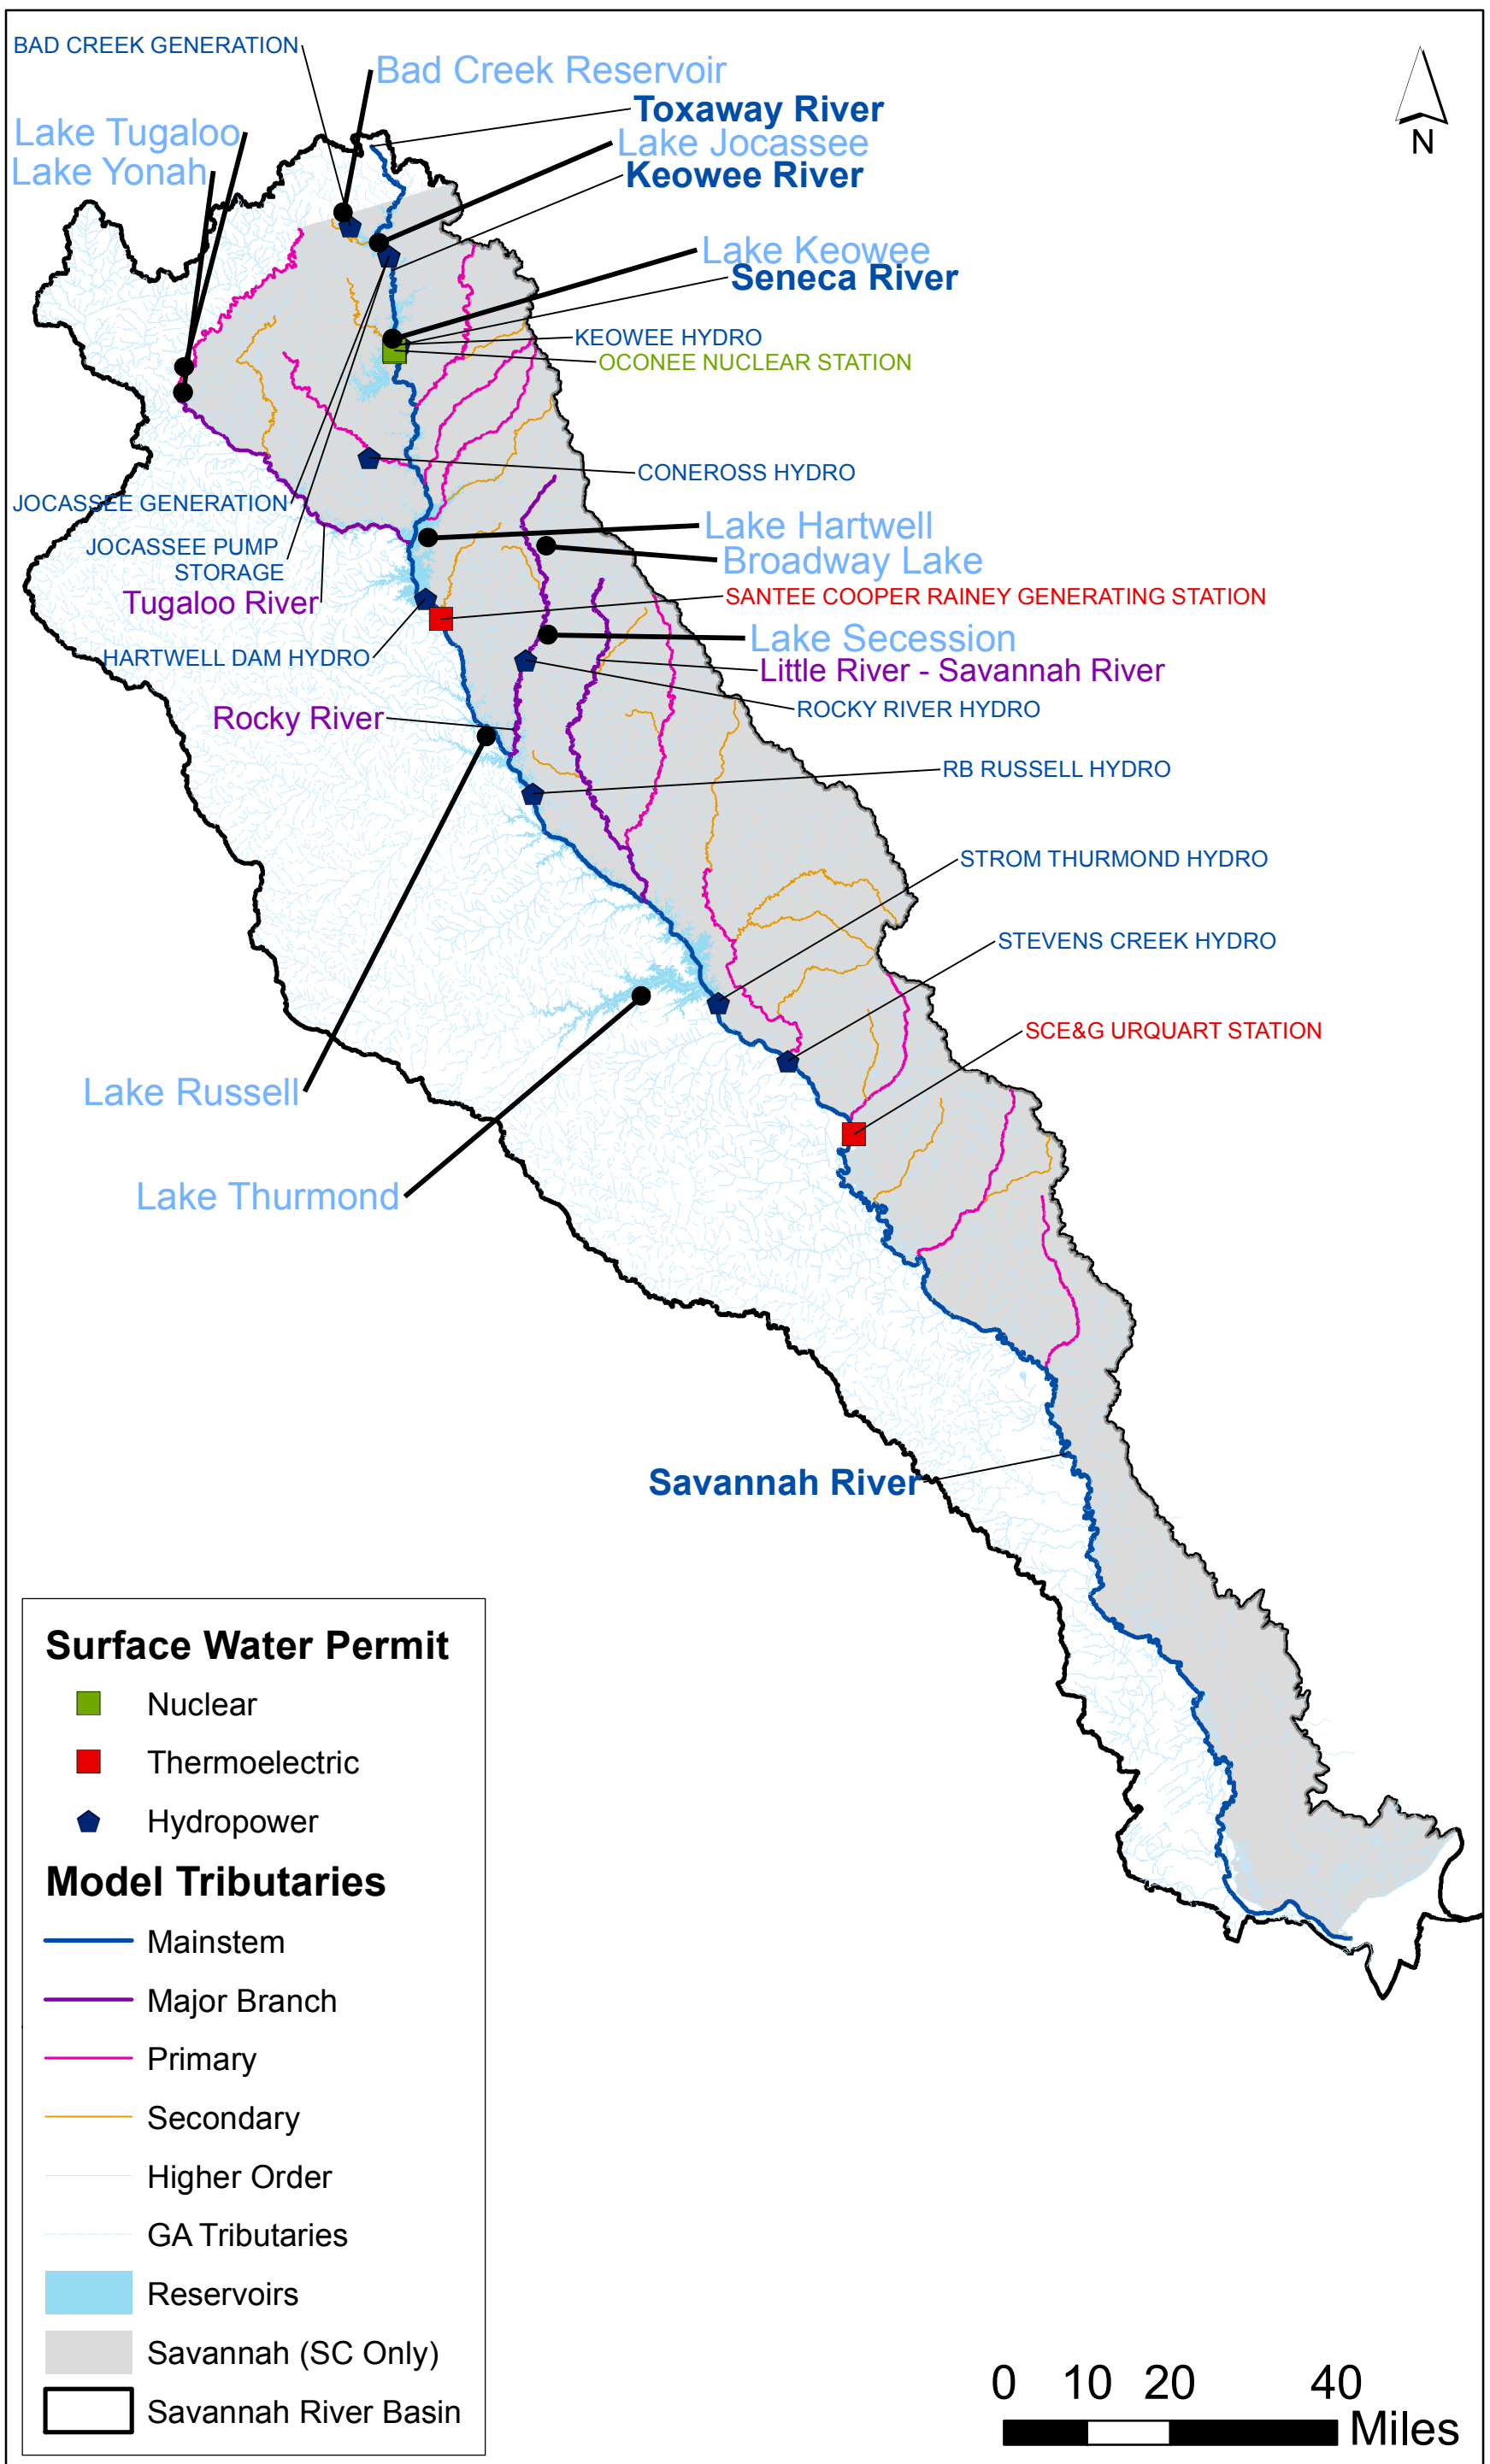 BAD CREEK GENERATION
Bad Creek Reservoir
Toxaway River
Lake Tugaloo
Lake Jocassee
Lake Yonah
Keowee River
N
Lake Keowee
Seneca River
KEOWEE HYDRO
OCONEE NUCLEAR STATION
CONEROSS HYDRO
JOCASSEE GENERATION
Lake Hartwell
JOCASSEE PUMP
STORAGE
Broadway Lake
Tugaloo River
SANTEE COOPER RAINEY GENERATING STATION
Lake Secession
HARTWELL DAM HYDRO
Little River - Savannah River
Rocky River
ROCKY RIVER HYDRO
RB RUSSELL HYDRO
STROM THURMOND HYDRO
STEVENS CREEK HYDRO
SCE&G URQUART STATION
Lake Russell
Lake Thurmond
Savannah River
Surface Water Permit
Nuclear
Thermoelectric
Hydropower
Model Tributaries
Mainstem
Major Branch
Primary
Secondary
Higher Order
GA Tributaries
Reservoirs
Savannah (SC Only)
Savannah River Basin
0 10 20 40
Miles